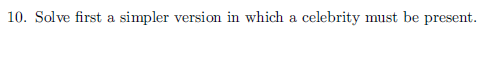 10. Solve first a simpler version in which a celebrity must be present.